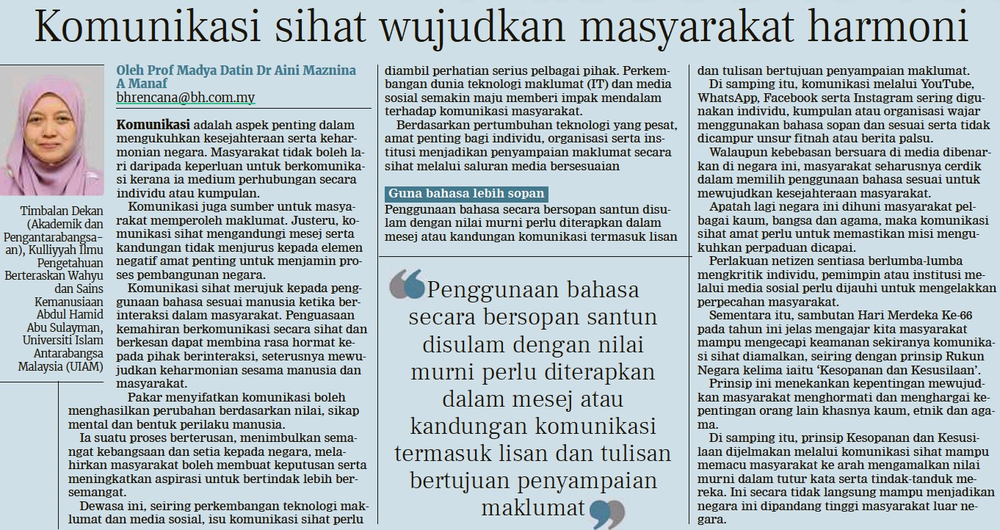 Komunikasi sihat wujudkan masyarakat harmoni
Timbalan Dekan
(Akademik dan
Pengantarabangsa-
an), Kulliyyah Ilmu
Pengetahuan
Berteraskan Wahyu
dan Sains
Kemanusiaan
Abdul Hamid
Abu Sulayman,
Universiti Islam
Antarabangsa
Malaysia (UIAM)
Oleh Prof Madya Datin Dr Aini Maznina
A Manaf
bhrencana@bh.com.my
Komunikasi adalah aspek penting dalam
mengukuhkan kesejahteraan serta kehar-
monian negara. Masyarakat tidak boleh la-
ri daripada keperluan untuk berkomunika-
si kerana ia medium perhubungan secara
individu atau kumpulan.
Komunikasi juga sumber untuk masya-
rakat memperoleh maklumat. Justeru, ko-
munikasi sihat mengandungi mesej serta
kandungan tidak menjurus kepada elemen
negatif amat penting untuk menjamin pro-
ses pembangunan negara.
Komunikasi sihat merujuk kepada peng-
gunaan bahasa sesuai manusia ketika ber-
interaksi dalam masyarakat. Penguasaan
kemahiran berkomunikasi secara sihat dan
berkesan dapat membina rasa hormat ke-
pada pihak berinteraksi, seterusnya mewu-
judkan keharmonian sesama manusia dan
masyarakat.
Pakar menyifatkan komunikasi boleh
menghasilkan perubahan berdasarkan nilai, sikap
mental dan bentuk perilaku manusia.
Ia suatu proses berterusan, menimbulkan sema-
ngat kebangsaan dan setia kepada negara, mela-
hirkan masyarakat boleh membuat keputusan serta
meningkatkan aspirasi untuk bertindak lebih ber-
semangat.
Dewasa ini, seiring perkembangan teknologi mak-
lumat dan media sosial, isu komunikasi sihat perlu
diambil perhatian serius pelbagai pihak. Perkem-
bangan dunia teknologi maklumat (IT) dan media
sosial semakin maju memberi impak mendalam
terhadap komunikasi masyarakat.
Berdasarkan pertumbuhan teknologi yang pesat,
amat penting bagi individu, organisasi serta ins-
titusi menjadikan penyampaian maklumat secara
sihat melalui saluran media bersesuaian
Guna bahasa lebih sopan
Penggunaan bahasa secara bersopan santun disu-
lam dengan nilai murni perlu diterapkan dalam
mesej atau kandungan komunikasi termasuk lisan
“Penggunaan bahasa
secara bersopan santun
disulam dengan nilai
murni perlu diterapkan
dalam mesej atau
kandungan komunikasi
termasuk lisan dan tulisan
bertujuan penyampaian
maklumat”
dan tulisan bertujuan penyampaian maklumat.
Di samping itu, komunikasi melalui YouTube,
WhatsApp, Facebook serta Instagram sering digu-
nakan individu, kumpulan atau organisasi wajar
menggunakan bahasa sopan dan sesuai serta tidak
dicampur unsur fitnah atau berita palsu.
Walaupun kebebasan bersuara di media dibenar-
kan di negara ini, masyarakat seharusnya cerdik
dalam memilih penggunaan bahasa sesuai untuk
mewujudkan kesejahteraan masyarakat.
Apatah lagi negara ini dihuni masyarakat pel-
bagai kaum, bangsa dan agama, maka komunikasi
sihat amat perlu untuk memastikan misi mengu-
kuhkan perpaduan dicapai.
Perlakuan netizen sentiasa berlumba-lumba
mengkritik individu, pemimpin atau institusi me-
lalui media sosial perlu dijauhi untuk mengelakkan
perpecahan masyarakat.
Sementara itu, sambutan Hari Merdeka Ke-66
pada tahun ini jelas mengajar kita masyarakat
mampu mengecapi keamanan sekiranya komunika-
si sihat diamalkan, seiring dengan prinsip Rukun
Negara kelima iaitu ‘Kesopanan dan Kesusilaan’.
Prinsip ini menekankan kepentingan mewujud-
kan masyarakat menghormati dan menghargai ke-
pentingan orang lain khasnya kaum, etnik dan aga-
ma.
Di samping itu, prinsip Kesopanan dan Kesusi-
laan dijelmakan melalui komunikasi sihat mampu
memacu masyarakat ke arah mengamalkan nilai
murni dalam tutur kata serta tindak-tanduk me-
reka. Ini secara tidak langsung mampu menjadikan
negara ini dipandang tinggi masyarakat luar ne-
gara.